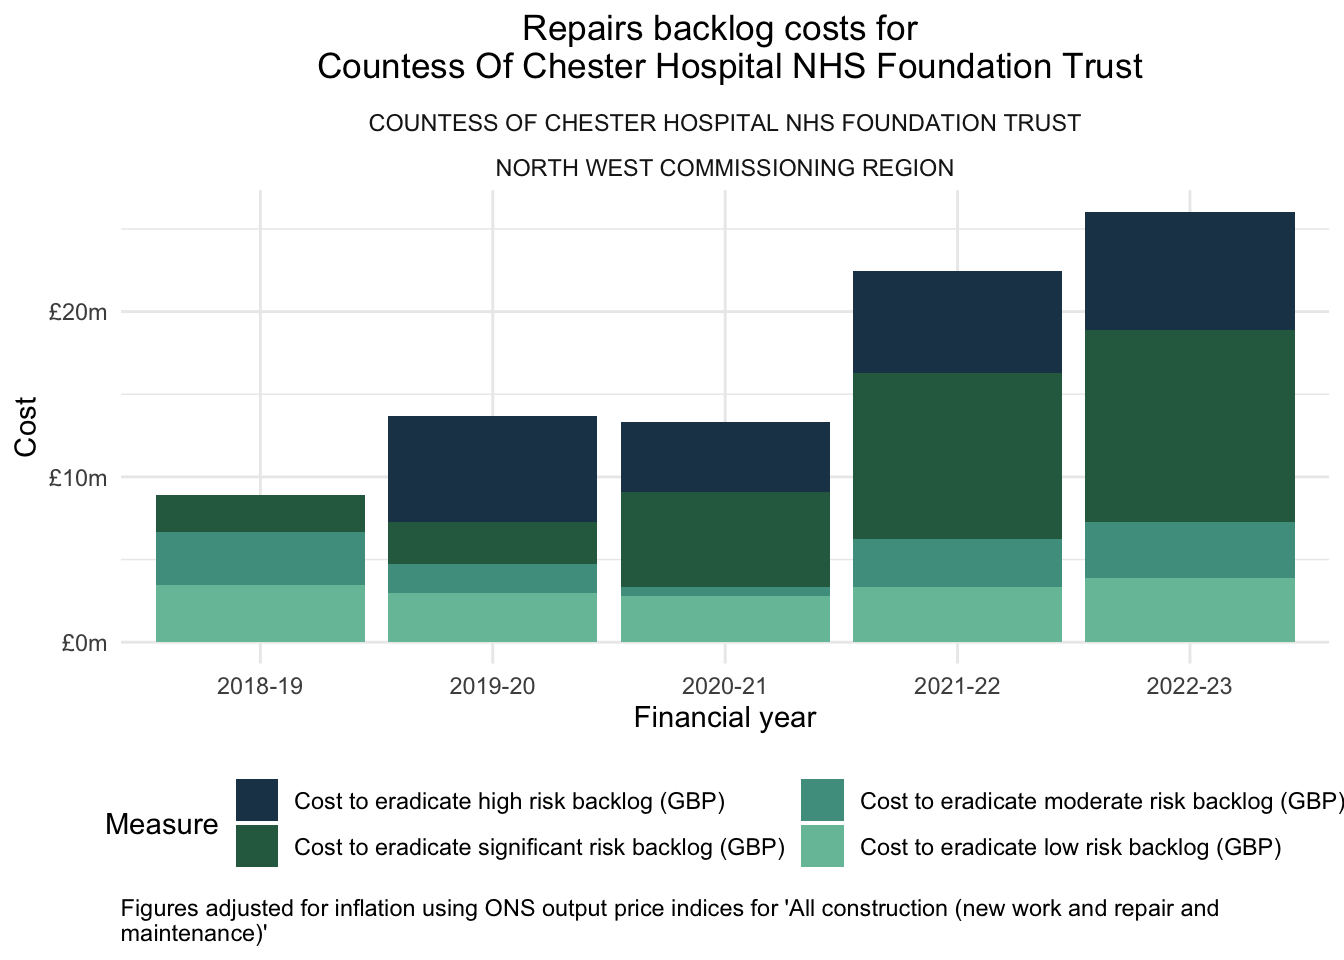 Repairs backlog costs for
Countess Of Chester Hospital NHS Foundation Trust
COUNTESS OF CHESTER HOSPITAL NHS FOUNDATION TRUST
NORTH WEST COMMISSIONING REGION
Cost
£20m
£10m
£0m
2018-19 2019-20 2020-21 2021-22 2022-23
Financial year
Measure
Cost to eradicate high risk backlog (GBP)
Cost to eradicate significant risk backlog (GBP)
Cost to eradicate moderate risk backlog (GBP)
Cost to eradicate low risk backlog (GBP)
Figures adjusted for inflation using ONS output price indices for 'All construction (new work and repair and
maintenance)'